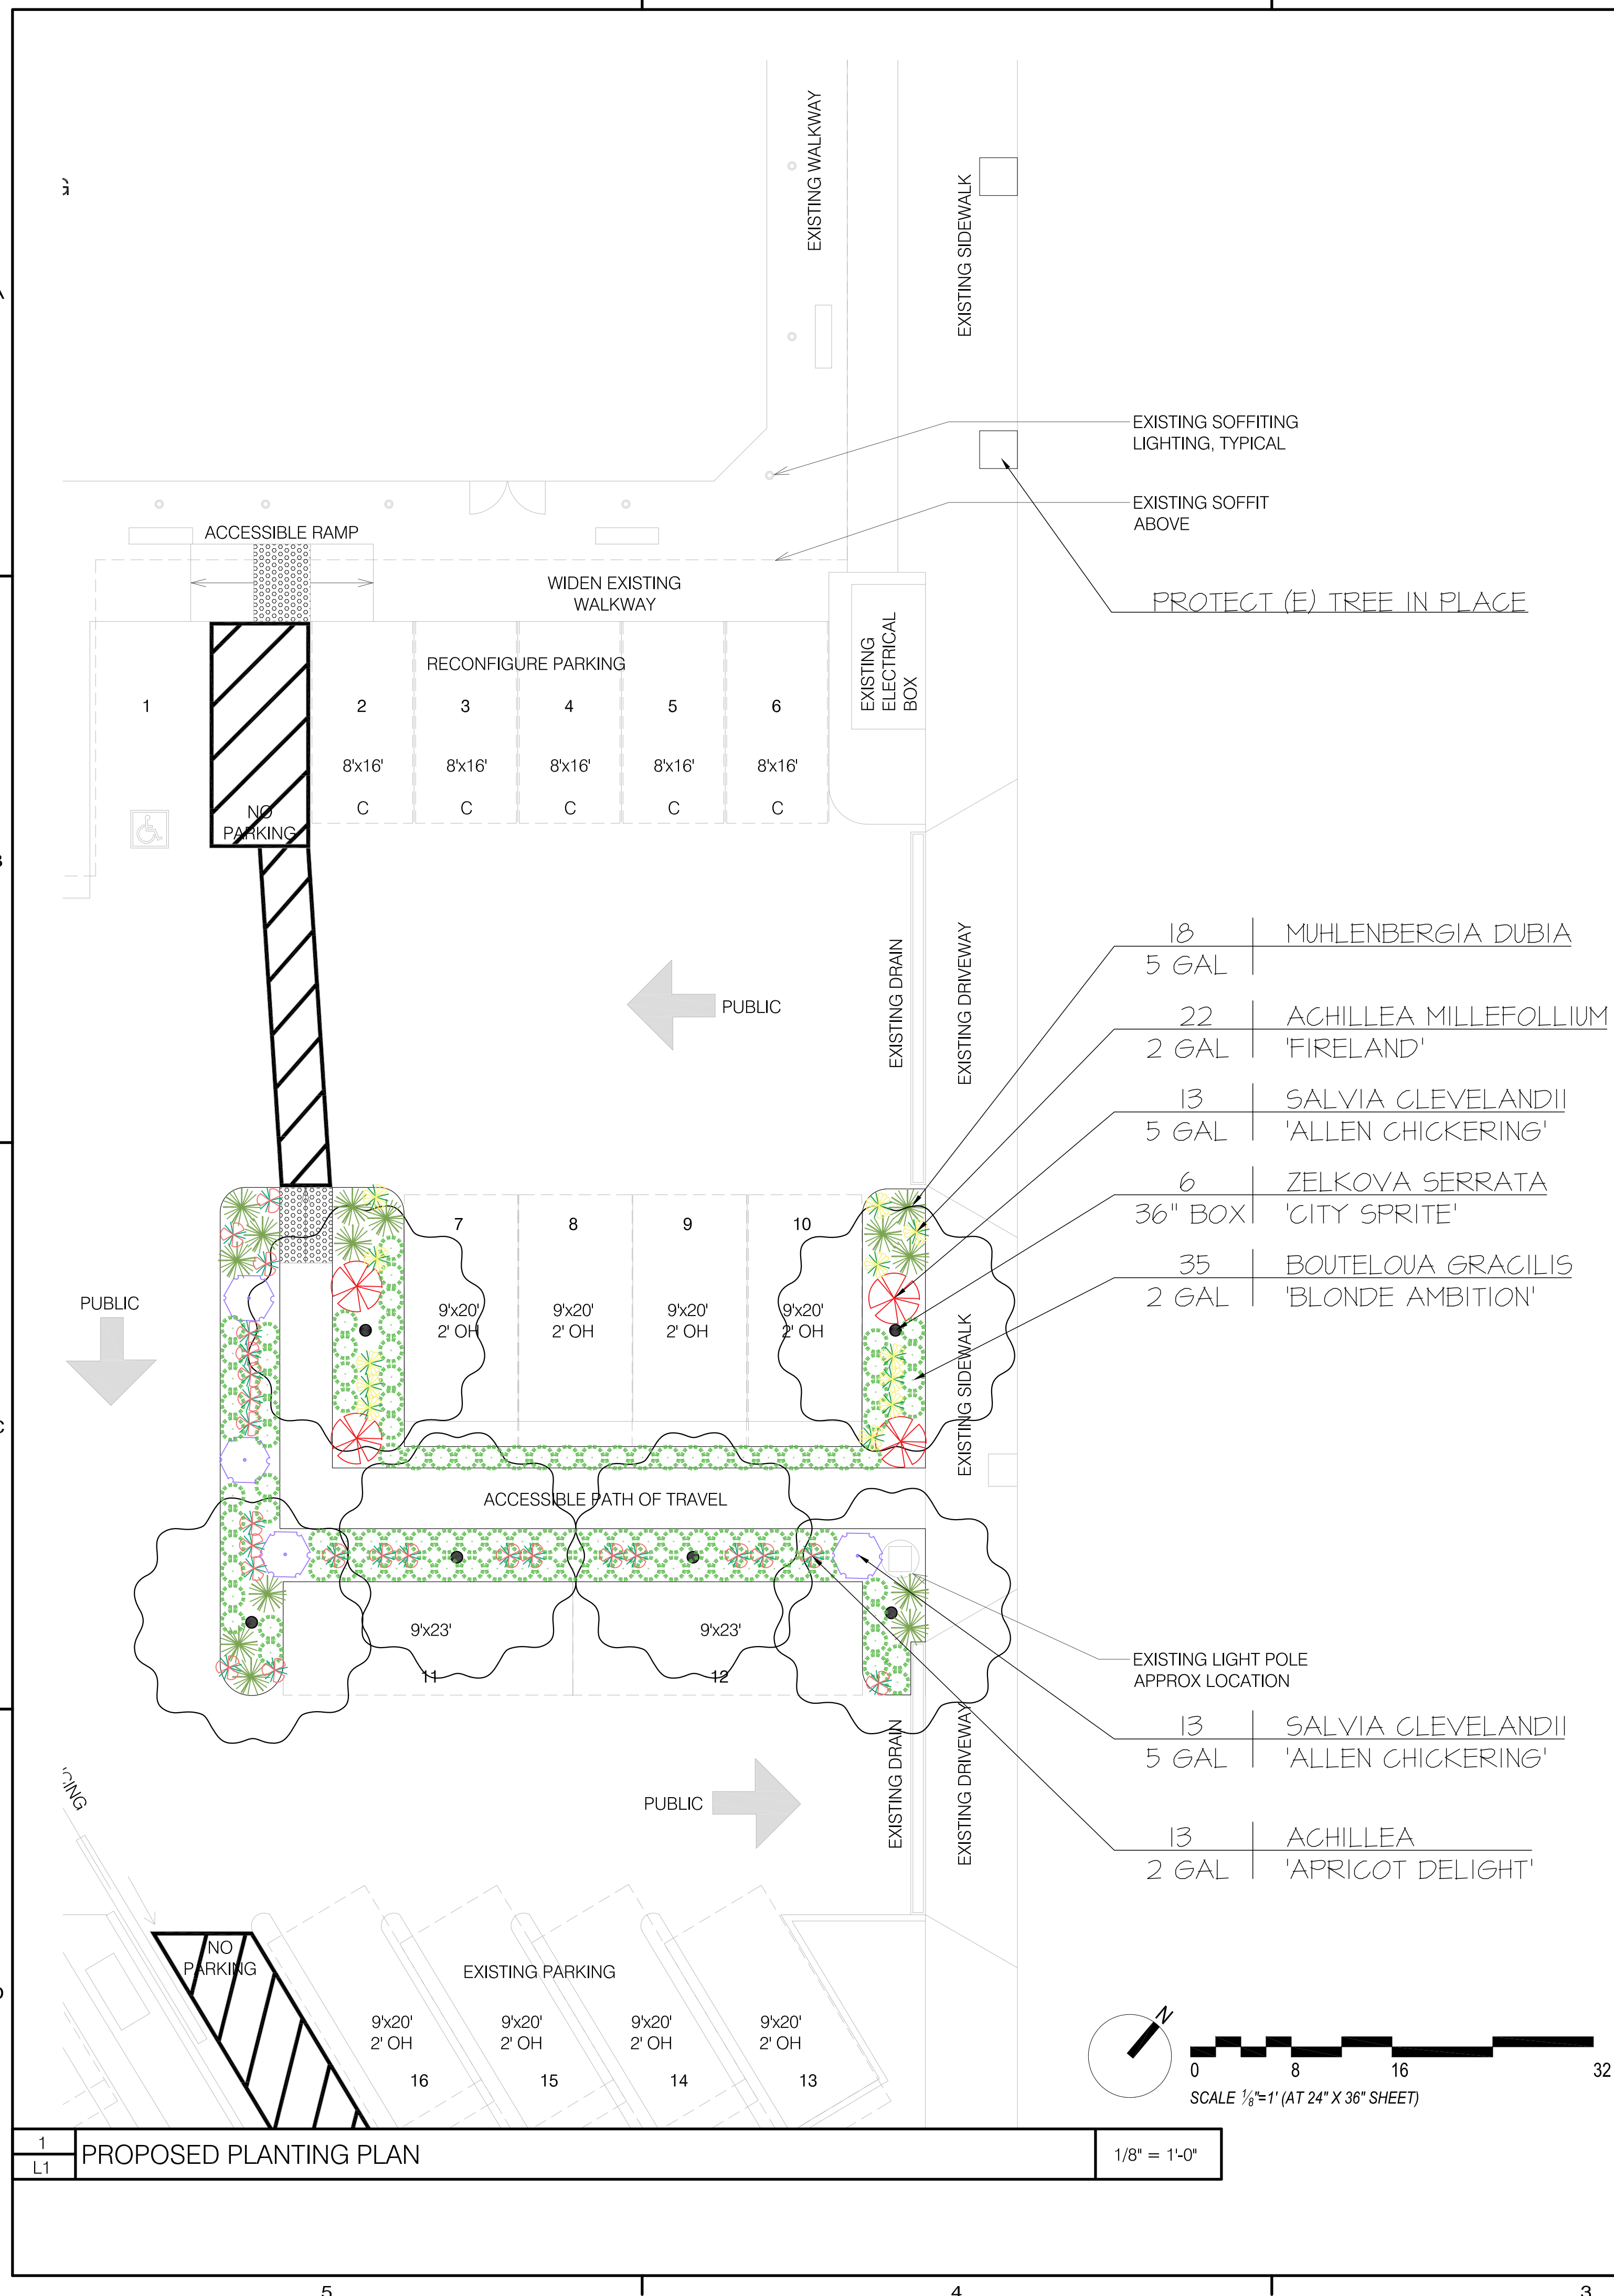 EXISTING WALKWAY
EXISTING SIDEWALK
EXISTING SOFFITING
LIGHTING, TYPICAL
EXISTING SOFFIT
ABOVE
PROTECT (E) TREE IN PLACE
ACCESSIBLE RAMP
WIDEN EXISTING
WALKWAY
RECONFIGURE PARKING
EXISTING
ELECTRICAL
BOX
1
2
3
4
5
6
8'x16'
8'x16'
8'x16'
8'x16'
8'x16'
C
C
C
C
C
NO
PARKING
PUBLIC
EXISTING DRAIN
EXISTING DRIVEWAY
18 MUHLENBERGIA DUBIA
5 GAL
22 ACHILLEA MILLEFOLLIUM
2 GAL 'FIRELAND'
13 SALVIA CLEVELANDII
5 GAL 'ALLEN CHICKERING'
6 ZELKOVA SERRATA
36" BOX 'CITY SPRITE'
35 BOUTELOUA GRACILIS
2 GAL 'BLONDE AMBITION'
7
8
9
10
9'x20'
2' OH
9'x20'
2' OH
9'x20'
2' OH
9'x20'
2' OH
PUBLIC
EXISTING SIDEWALK
ACCESSIBLE PATH OF TRAVEL
9'x23'
11
9'x23'
12
EXISTING LIGHT POLE
APPROX LOCATION
13 SALVIA CLEVELANDII
5 GAL 'ALLEN CHICKERING'
13 ACHILLEA
2 GAL 'APRICOT DELIGHT'
PUBLIC
EXISTING DRAIN
EXISTING DRIVEWAY
NO
PARKING
EXISTING PARKING
9'x20'
2' OH
16
9'x20'
2' OH
15
9'x20'
2' OH
14
9'x20'
2' OH
13
N
0 8 16 32
SCALE 1/8"=1' (AT 24" X 36" SHEET)
1
L1
PROPOSED PLANTING PLAN
1/8" = 1'-0"
5
4
3